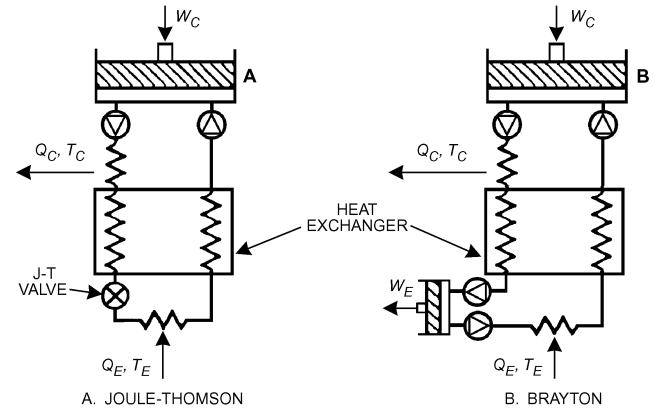 W_C
A
Q_C, T_C
J-T
VALVE
Q_E, T_E
A. JOULE-THOMSON
HEAT
EXCHANGER
W_C
B
Q_C, T_C
W_E
Q_E, T_E
B. BRAYTON